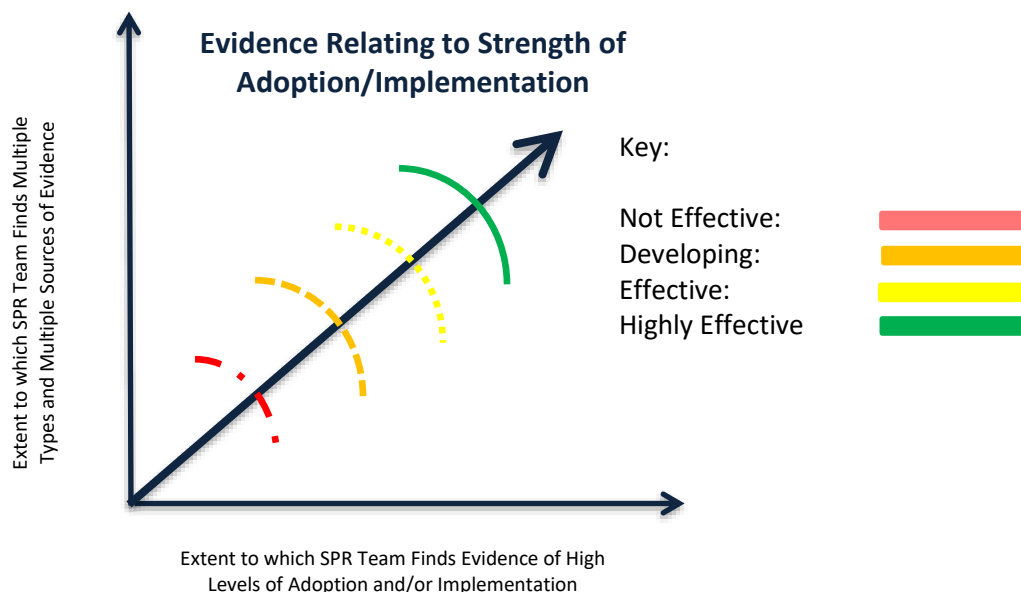 Evidence Relating to Strength of
Adoption/Implementation
Extent to which SPR Team Finds Multiple
Types and Multiple Sources of Evidence
Key:
Not Effective:
Developing:
Effective:
Highly Effective
Extent to which SPR Team Finds Evidence of High
Levels of Adoption and/or Implementation